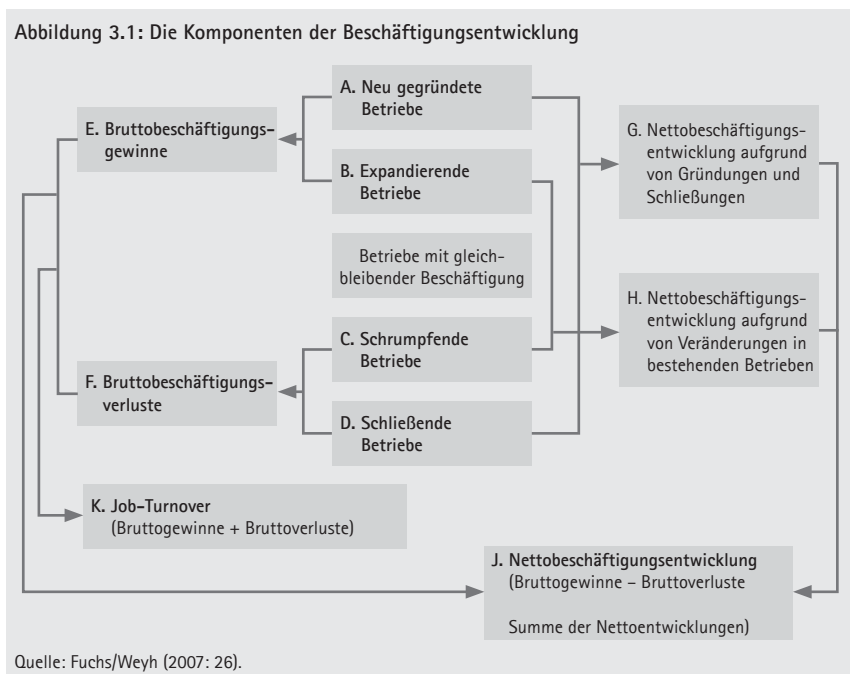 Abbildung 3.1: Die Komponenten der Beschäftigungsentwicklung
A. Neu gegründete
Betriebe
E. Bruttobeschäftigungs-
gewinne
B. Expandierende
Betriebe
Betriebe mit gleich-
bleibender Beschäftigung
C. Schrumpfende
Betriebe
F. Bruttobeschäftigungs-
verluste
D. Schließende
Betriebe
G. Nettobeschäftigungs-
entwicklung aufgrund
von Gründungen und
Schließungen
H. Nettobeschäftigungs-
entwicklung aufgrund
von Veränderungen in
bestehenden Betrieben
K. Job-Turnover
(Bruttogewinne + Bruttoverluste)
J. Nettobeschäftigungsentwicklung
(Bruttogewinne – Bruttoverluste
Summe der Nettoentwicklungen)
Quelle: Fuchs/Weyh (2007: 26).